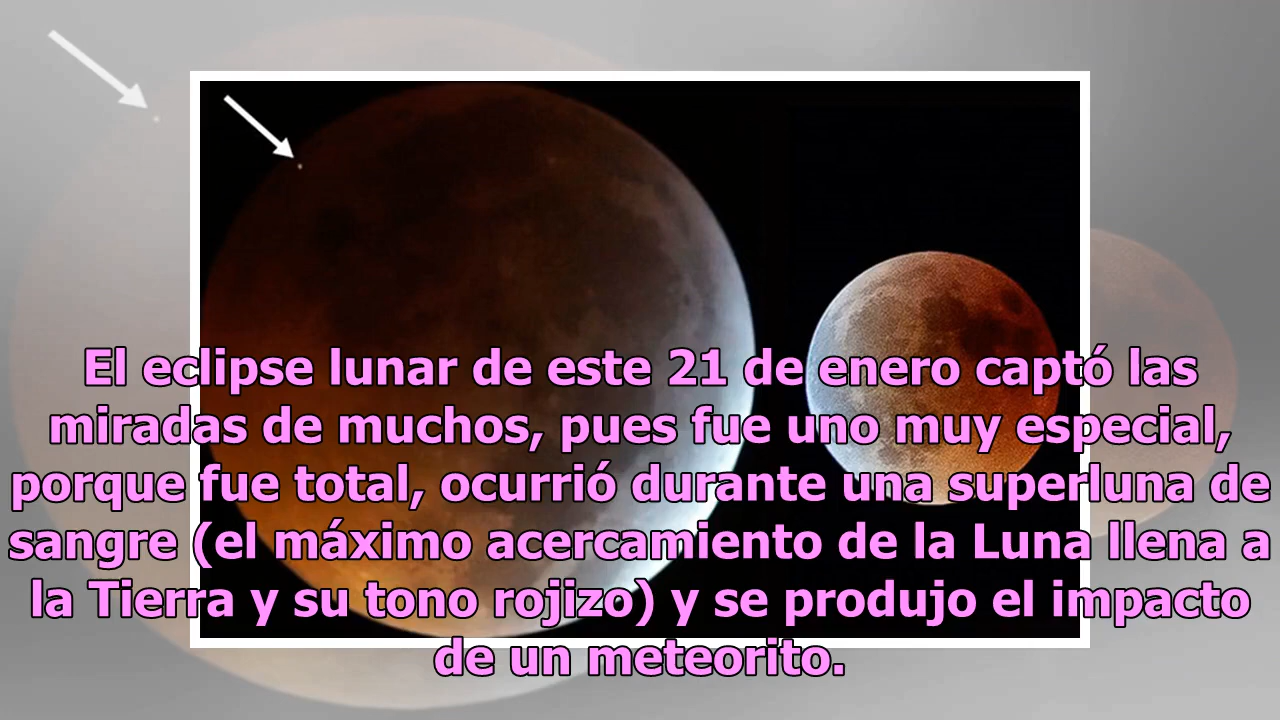 El eclipse lunar de este 21 de enero captó las
miradas de muchos, pues fue uno muy especial,
porque fue total, ocurrió durante una superluna de
sangre (el máximo acercamiento de la Luna llena a
la Tierra y su tono rojizo) y se produjo el impacto
de un meteorito.